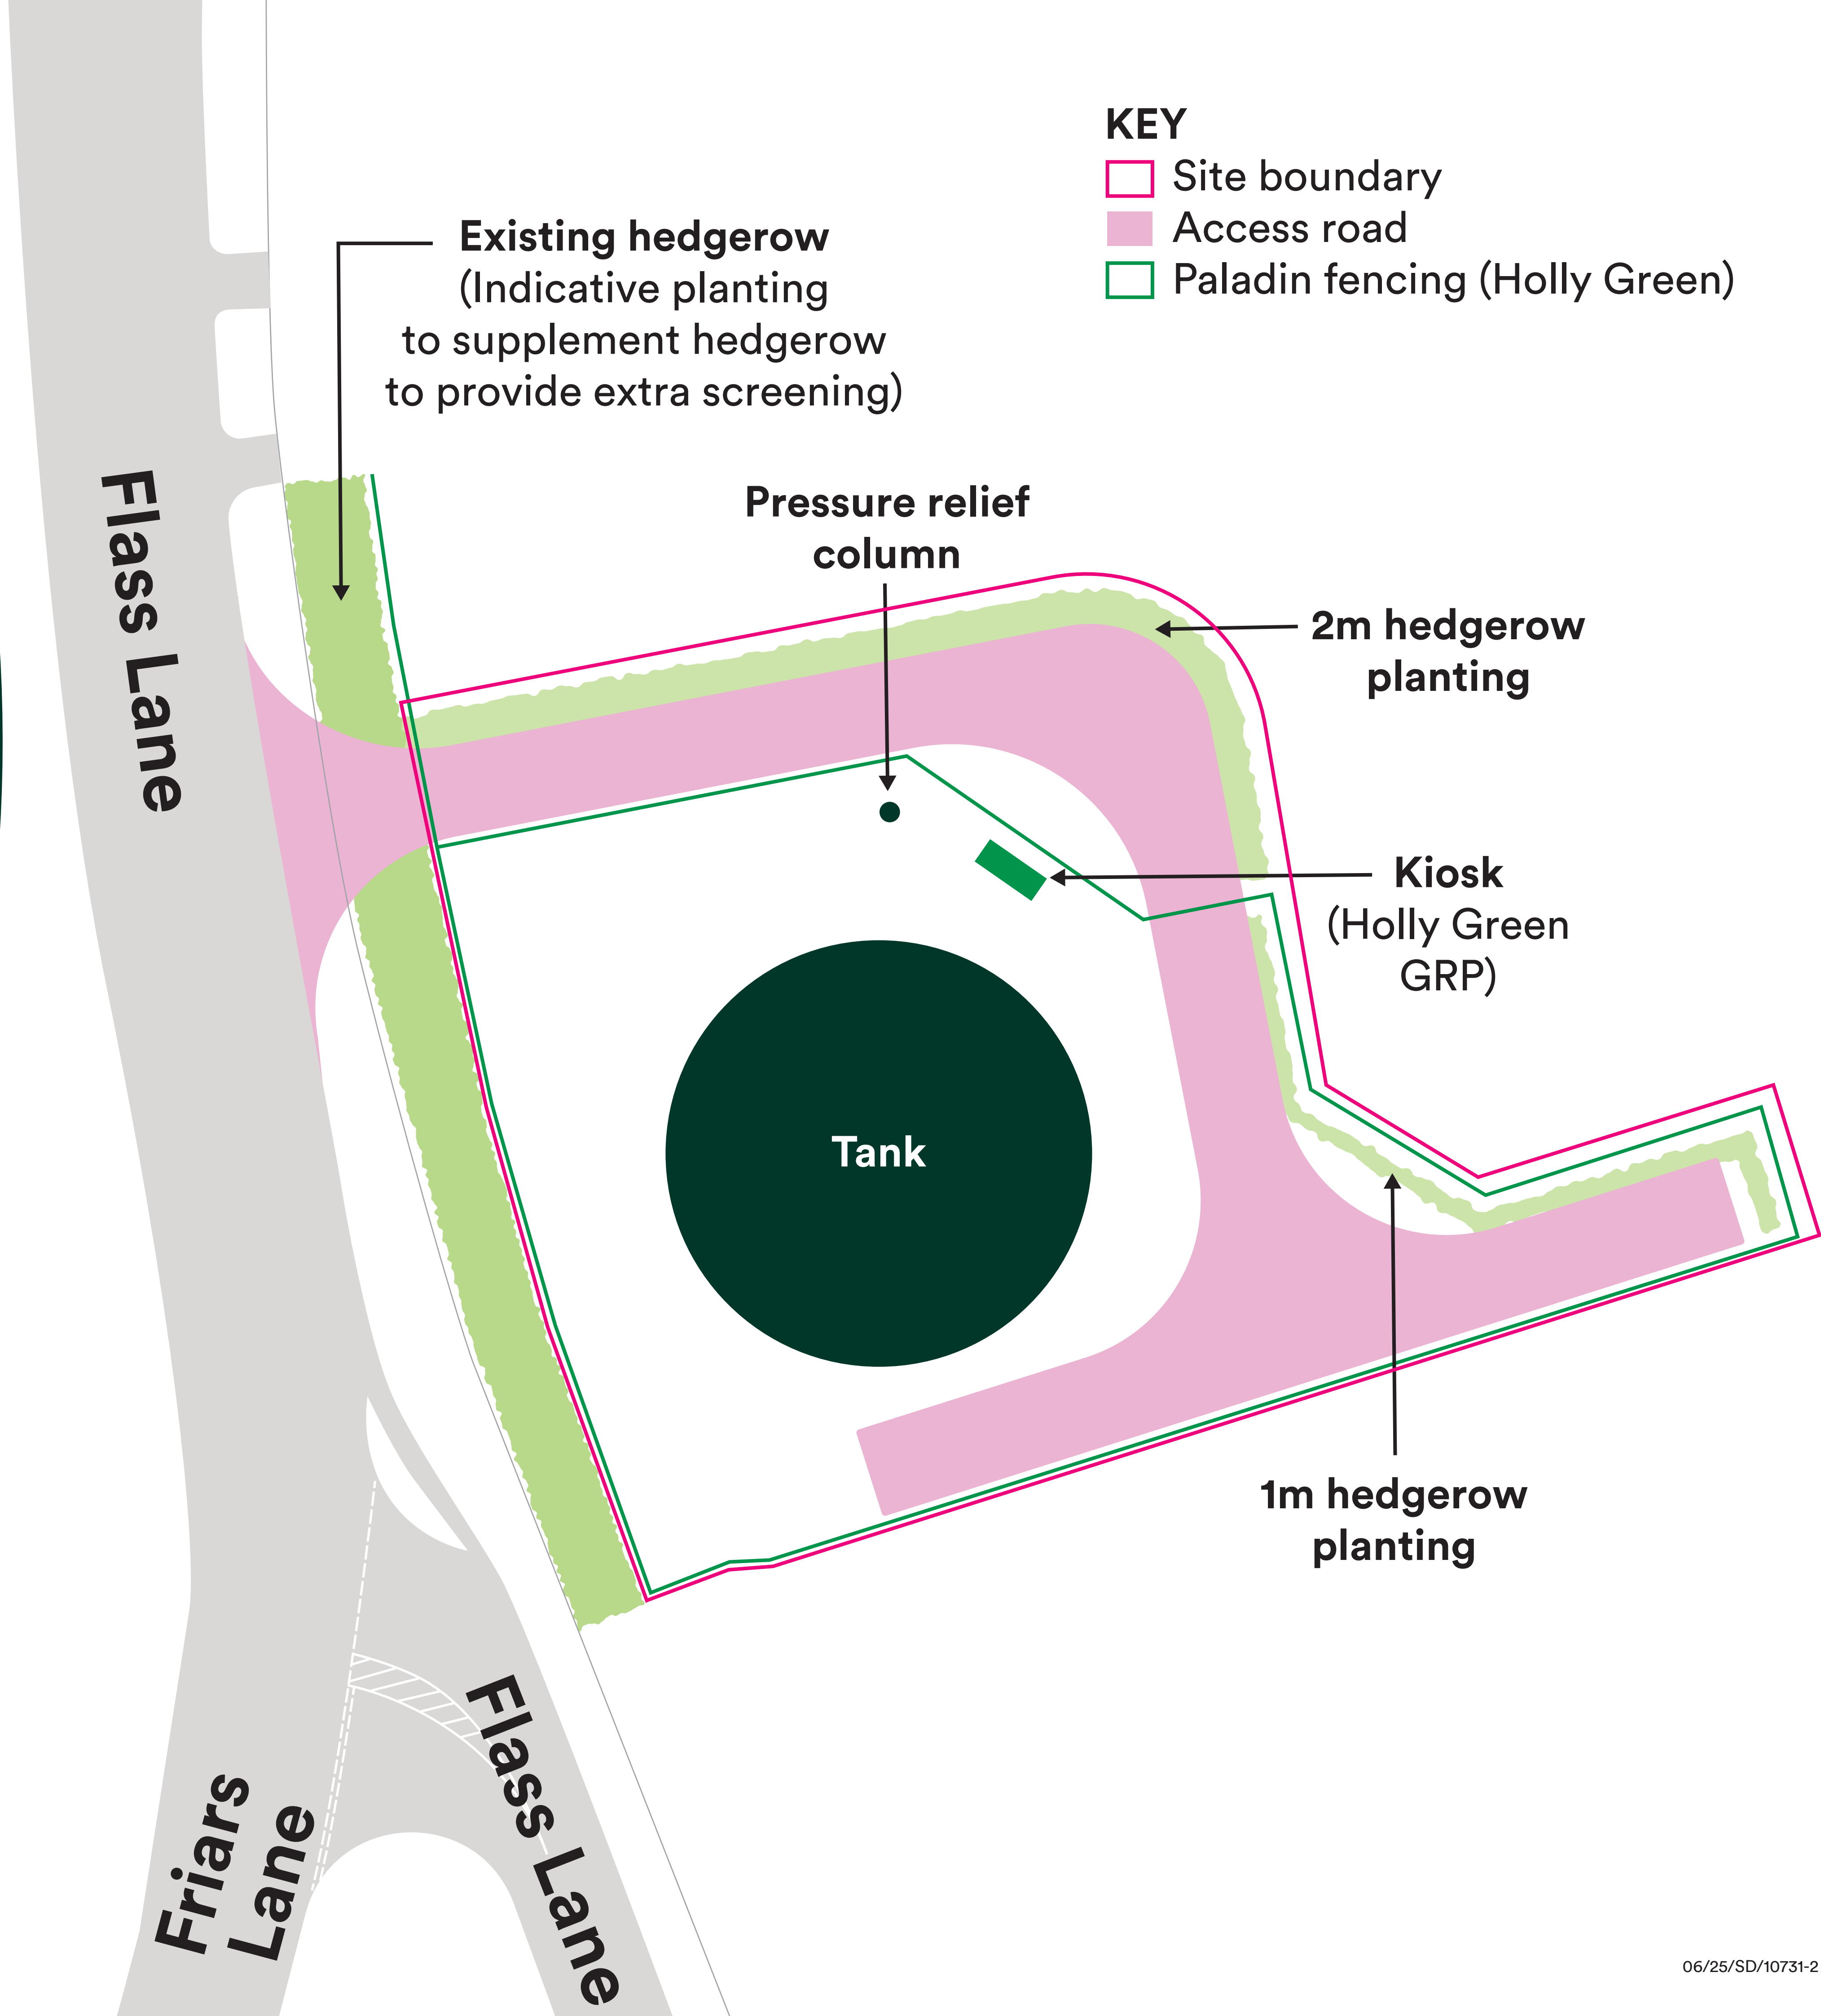 KEY
Site boundary
Access road
Paladin fencing (Holly Green)
Existing hedgerow
(Indicative planting
to supplement hedgerow
to provide extra screening)
Pressure relief
column
2m hedgerow
planting
Flass Lane
Kiosk
(Holly Green
GRP)
Tank
1m hedgerow
planting
Flass Lane
Friars
Lane
06/25/SD/10731-2